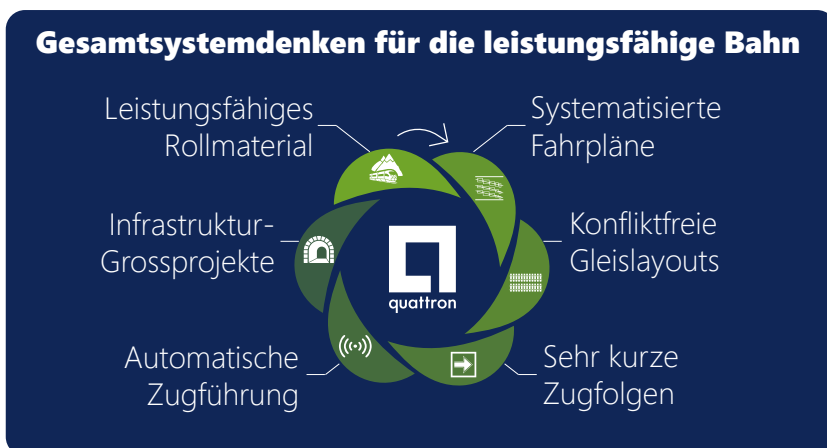 Gesamtsystemdenken für die leistungsfähige Bahn
Leistungsfähiges
Rollmaterial
Systematisierte
Fahrpläne
Infrastruktur-
Grossprojekte
Konfliktfreie
Gleislayouts
quattron
Automatische
Zugführung
Sehr kurze
Zugfolgen